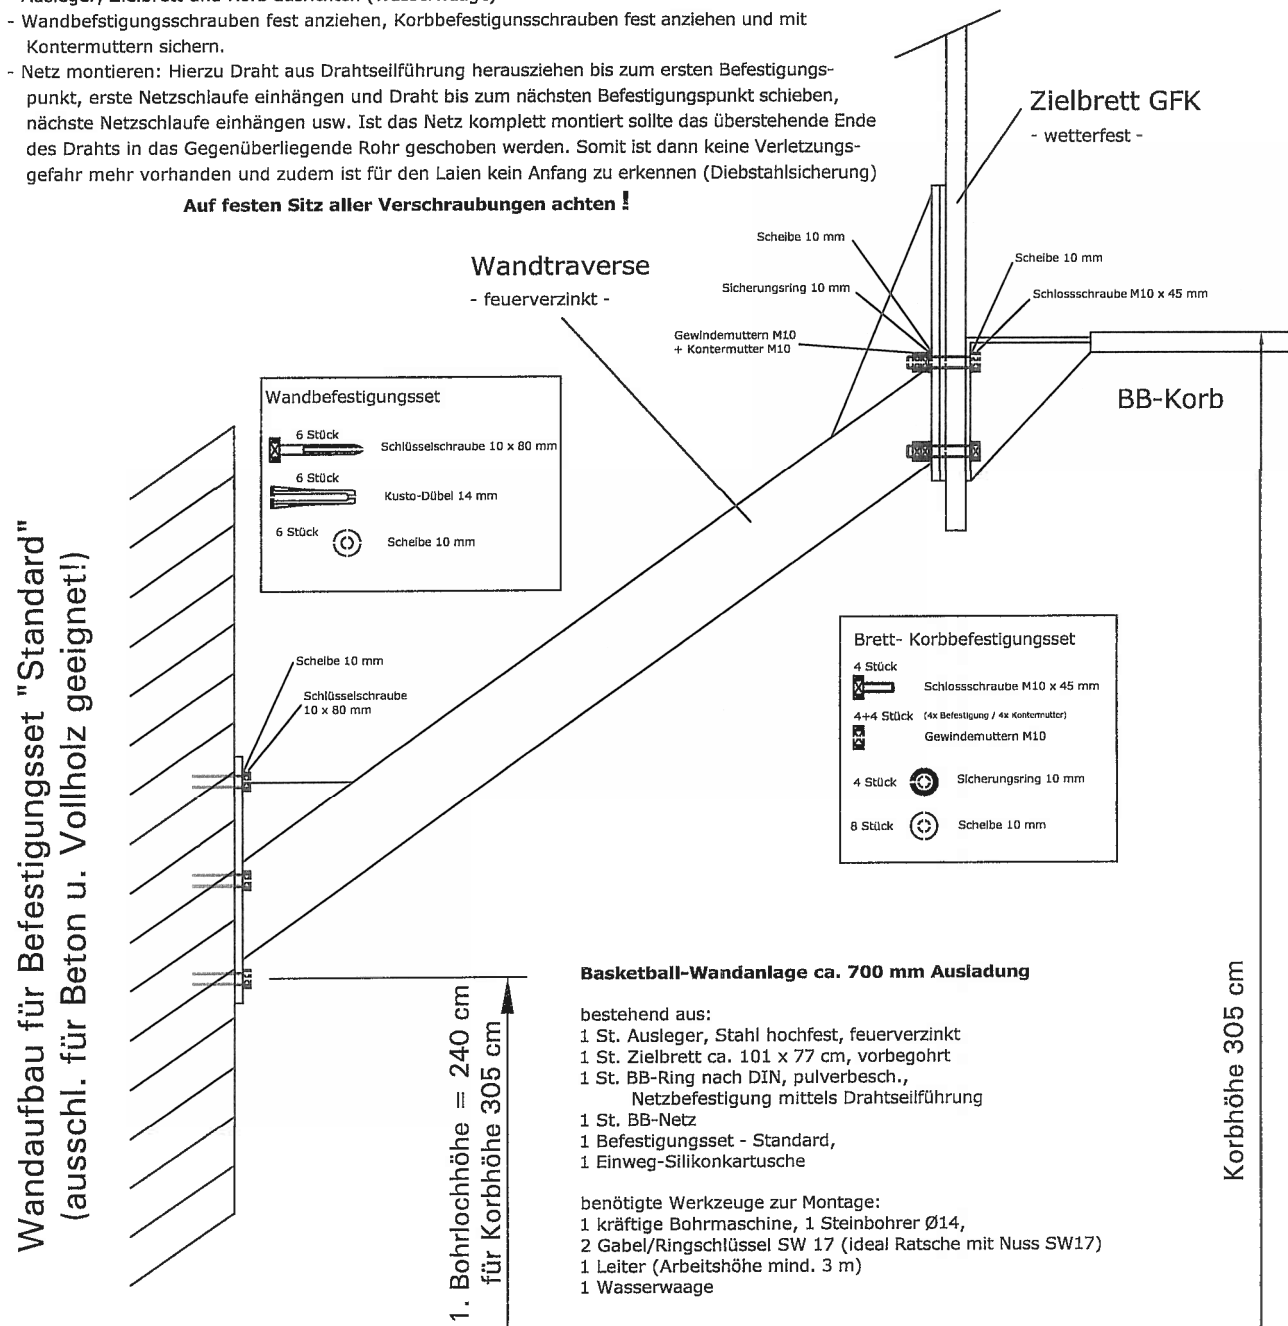 - Wandbefstigungsschrauben fest anziehen, Korbbefestigunsschrauben fest anziehen und mit
Kontermuttern sichern.
- Netz montieren: Hierzu Draht aus Drahtseilführung herausziehen bis zum ersten Befestigungs-
punkt, erste Netzschlaufe einhängen und Draht bis zum nächsten Befestigungspunkt schieben,
nächste Netzschlaufe einhängen usw. Ist das Netz komplett montiert sollte das überstehende Ende
des Drahts in das Gegenüberliegende Rohr geschoben werden. Somit ist dann keine Verletzungs-
gefahr mehr vorhanden und zudem ist für den Laien kein Anfang zu erkennen (Diebstahlsicherung)
Auf festen Sitz aller Verschraubungen achten !
Zielbrett GFK
- wetterfest -
Wandtraverse
- feuerverzinkt -
Scheibe 10 mm
Sicherungsring 10 mm
Gewindemuttern M10
+ Kontermutter M10
Scheibe 10 mm
Schlossschraube M10 x 45 mm
BB-Korb
Wandbefestigungsset
6 Stück
Schlüsselschraube 10 x 80 mm
6 Stück
Kusto-Dübel 14 mm
6 Stück
Scheibe 10 mm
Wandaufbau für Befestigungsset "Standard"
(ausschl. für Beton u. Vollholz geeignet!)
Scheibe 10 mm
Schlüsselschraube
10 x 80 mm
Brett- Korbbefestigungsset
4 Stück
Schlossschraube M10 x 45 mm
4+4 Stück (4x Befestigung / 4x Kontermutter)
Gewindemuttern M10
4 Stück
Sicherungsring 10 mm
8 Stück
Scheibe 10 mm
1. Bohrlochhöhe = 240 cm
für Korbhöhe 305 cm
Korbhöhe 305 cm
Basketball-Wandanlage ca. 700 mm Ausladung
bestehend aus:
1 St. Ausleger, Stahl hochfest, feuerverzinkt
1 St. Zielbrett ca. 101 x 77 cm, vorbegohrt
1 St. BB-Ring nach DIN, pulverbesch.,
Netzbefestigung mittels Drahtseilführung
1 St. BB-Netz
1 Befestigungsset - Standard,
1 Einweg-Silikonkartusche
benötigte Werkzeuge zur Montage:
1 kräftige Bohrmaschine, 1 Steinbohrer Ø14,
2 Gabel/Ringschlüssel SW 17 (ideal Ratsche mit Nuss SW17)
1 Leiter (Arbeitshöhe mind. 3 m)
1 Wasserwaage